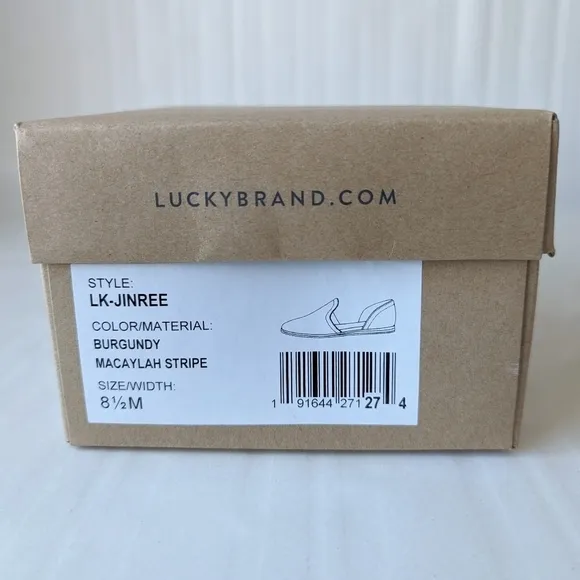 LUCKYBRAND.COM
STYLE:
LK-JINREE
COLOR/MATERIAL:
BURGUNDY
MACAYLAH STRIPE
SIZE/WIDTH:
8½M
1 91644 271 27 4